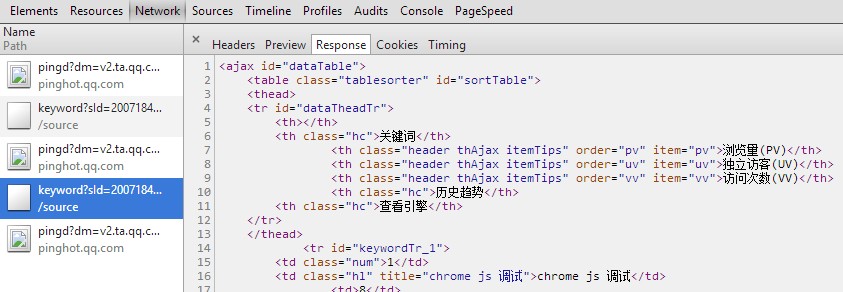 Elements Resources Network Sources Timeline Profiles Audits Console PageSpeed
Name
Path
× Headers Preview Response Cookies Timing
pingd?dm=v2.ta.qq.c...
pinghot.qq.com
keyword?sId=2007184...
/source
pingd?dm=v2.ta.qq.c...
pinghot.qq.com
keyword?sId=2007184...
/source
pingd?dm=v2.ta.qq.c...
pinghot.qq.com
1 <ajax id="dataTable">
2 <table class="tablesorter" id="sortTable">
3 <thead>
4 <tr id="dataTheadTr">
5 <th></th>
6 <th class="hc">关键词</th>
7 <th class="header thAjax itemTips" order="pv" item="pv">浏览量(PV)</th>
8 <th class="header thAjax itemTips" order="uv" item="uv">独立访客(UV)</th>
9 <th class="header thAjax itemTips" order="vv" item="vv">访问次数(VV)</th>
10 <th class="hc">历史趋势</th>
11 <th class="hc">查看引擎</th>
12 </tr>
13 </thead>
14 <tr id="keywordTr_1">
15 <td class="num">1</td>
16 <td class="hl" title="chrome js 调试">chrome js 调试</td>
17 <td>8</td>